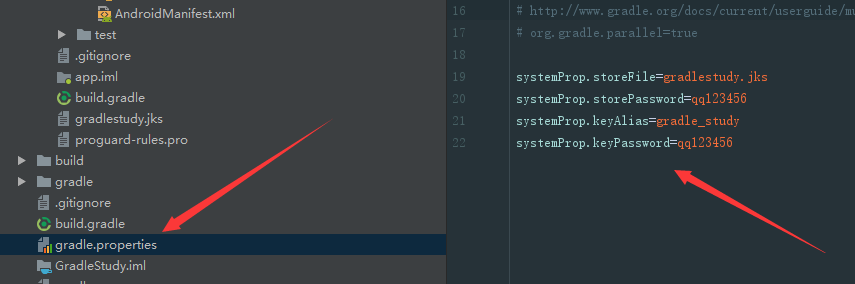 AndroidManifest.xml
test
.gitignore
app.iml
build.gradle
gradlestudy.jks
proguard-rules.pro
build
gradle
.gitignore
build.gradle
gradle.properties
GradleStudy.iml
16 # http://www.gradle.org/docs/current/userguide/mu
17 # org.gradle.parallel=true
18
19 systemProp.storeFile=gradlestudy.jks
20 systemProp.storePassword=qq123456
21 systemProp.keyAlias=gradle_study
22 systemProp.keyPassword=qq123456